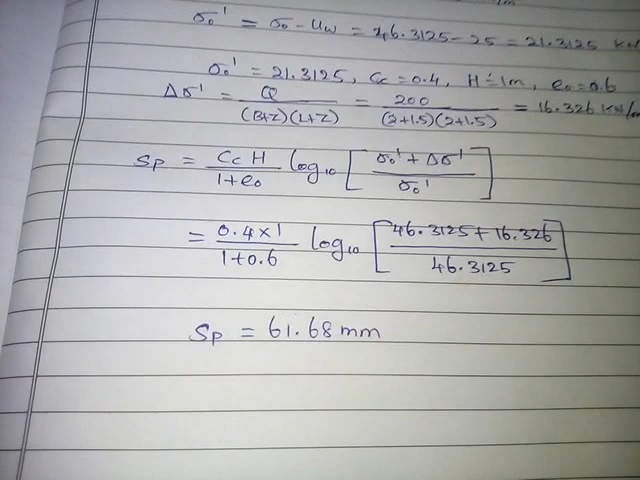 σ₀' = σ₀ - Uw = 46.3125 - 25 = 21.3125
σ₀' = 21.3125, Cc = 0.4, H = 1m, e₀ = 0.6
Δσ' = Q / (B+Z)(L+Z) = 200 / (2+1.5)(2+1.5) = 16.326 KN/m
Sp = Cc H / 1+e₀ log₁₀ [ σ₀' + Δσ' / σ₀' ]
= 0.4×1 / 1+0.6 log₁₀ [ 46.3125 + 16.326 / 46.3125 ]
Sp = 61.68 mm